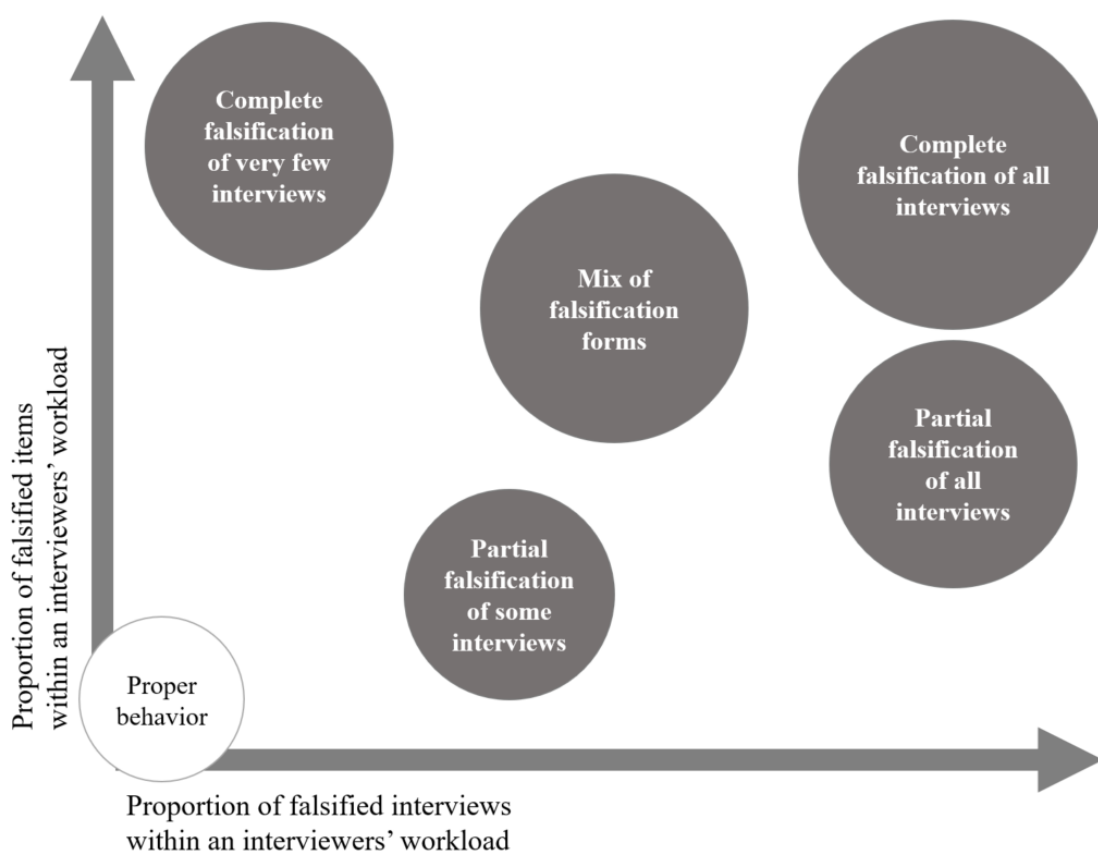 Complete
falsification
of very few
interviews
Complete
falsification of all
interviews
Mix of
falsification
forms
Partial
falsification
of all
interviews
Partial
falsification
of some
interviews
Proper
behavior
Proportion of falsified items
within an interviewers' workload
Proportion of falsified interviews
within an interviewers' workload